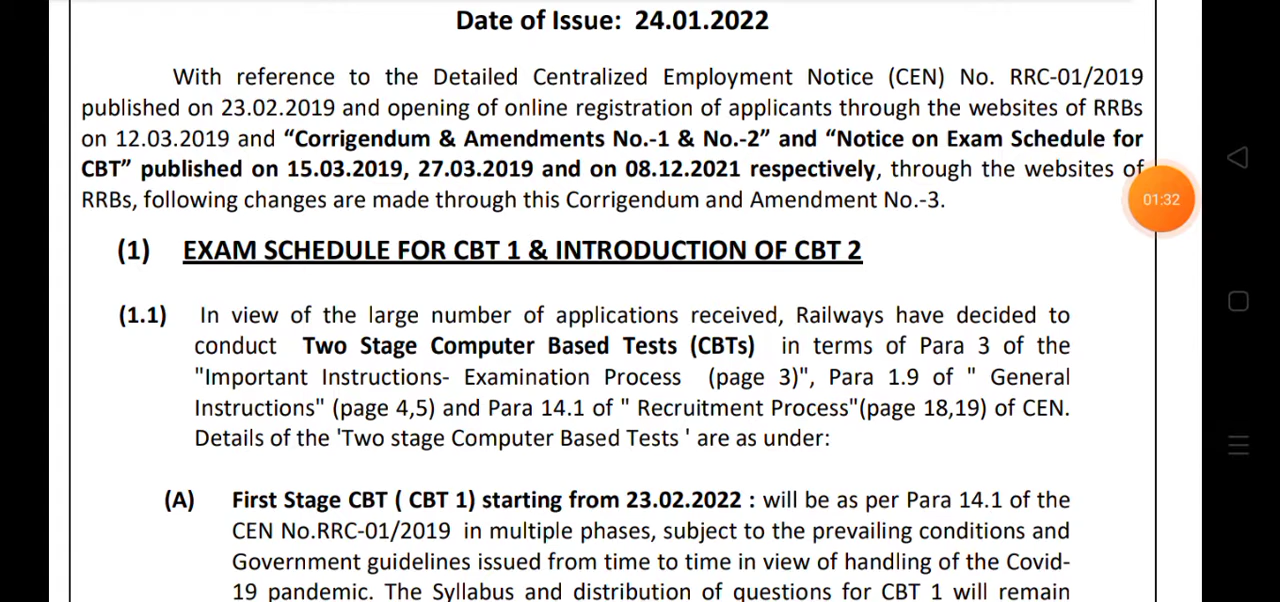 Date of Issue: 24.01.2022
With reference to the Detailed Centralized Employment Notice (CEN) No. RRC-01/2019
published on 23.02.2019 and opening of online registration of applicants through the websites of RRBs
on 12.03.2019 and “Corrigendum & Amendments No.-1 & No.-2” and “Notice on Exam Schedule for
CBT” published on 15.03.2019, 27.03.2019 and on 08.12.2021 respectively, through the websites of
RRBs, following changes are made through this Corrigendum and Amendment No.-3.
01:32
(1) EXAM SCHEDULE FOR CBT 1 & INTRODUCTION OF CBT 2
(1.1) In view of the large number of applications received, Railways have decided to
conduct Two Stage Computer Based Tests (CBTs) in terms of Para 3 of the
"Important Instructions- Examination Process (page 3)", Para 1.9 of " General
Instructions" (page 4,5) and Para 14.1 of " Recruitment Process"(page 18,19) of CEN.
Details of the 'Two stage Computer Based Tests ' are as under:
(A) First Stage CBT ( CBT 1) starting from 23.02.2022 : will be as per Para 14.1 of the
CEN No.RRC-01/2019 in multiple phases, subject to the prevailing conditions and
Government guidelines issued from time to time in view of handling of the Covid-
19 pandemic. The Syllabus and distribution of questions for CBT 1 will remain